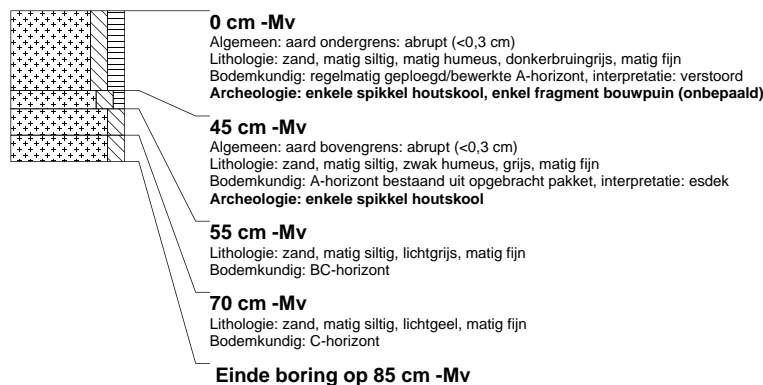 0 cm -Mv
Algemeen: aard ondergrens: abrupt (<0,3 cm)
Lithologie: zand, matig siltig, matig humeus, donkerbruingrijs, matig fijn
Bodemkundig: regelmatig geploegd/bewerkte A-horizont, interpretatie: verstoord
Archeologie: enkele spikkel houtskool, enkel fragment bouwpuin (onbepaald)
45 cm -Mv
Algemeen: aard bovengrens: abrupt (<0,3 cm)
Lithologie: zand, matig siltig, zwak humeus, grijs, matig fijn
Bodemkundig: A-horizont bestaand uit opgebracht pakket, interpretatie: esdek
Archeologie: enkele spikkel houtskool
55 cm -Mv
Lithologie: zand, matig siltig, lichtgrijs, matig fijn
Bodemkundig: BC-horizont
70 cm -Mv
Lithologie: zand, matig siltig, lichtgeel, matig fijn
Bodemkundig: C-horizont
Einde boring op 85 cm -Mv